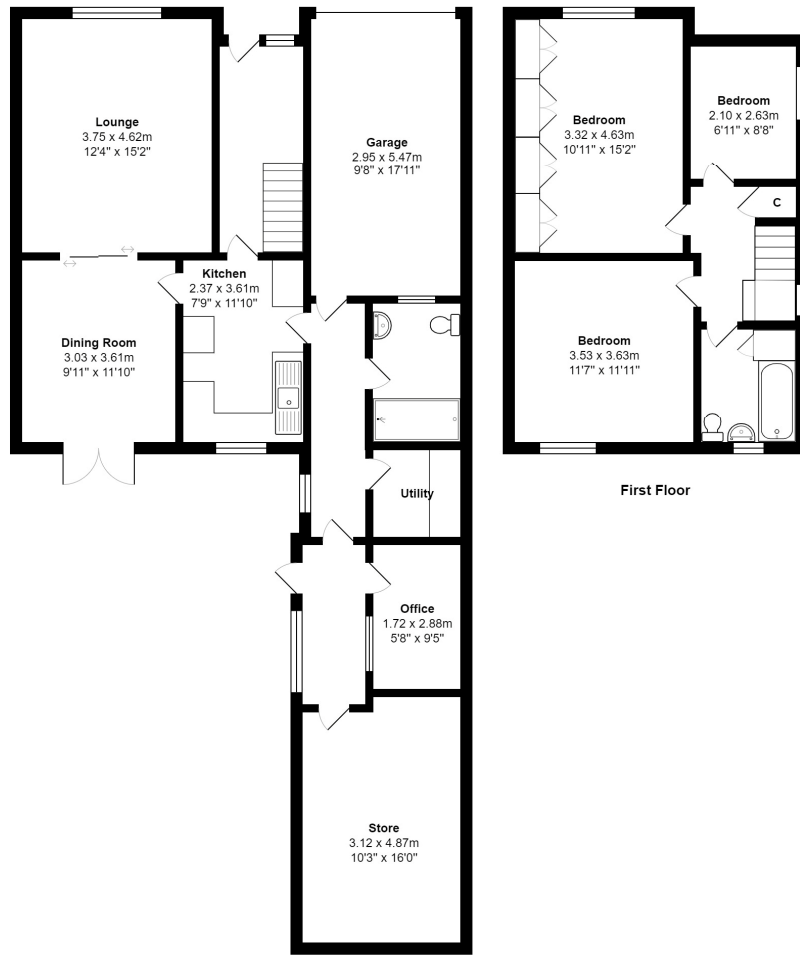 Lounge
3.75 x 4.62m
12'4" x 15'2"
Garage
2.95 x 5.47m
9'8" x 17'11"
Kitchen
2.37 x 3.61m
7'9" x 11'10"
Dining Room
3.03 x 3.61m
9'11" x 11'10"
Utility
Office
1.72 x 2.88m
5'8" x 9'5"
Store
3.12 x 4.87m
10'3" x 16'0"
Bedroom
3.32 x 4.63m
10'11" x 15'2"
Bedroom
2.10 x 2.63m
6'11" x 8'8"
C
Bedroom
3.53 x 3.63m
11'7" x 11'11"
First Floor